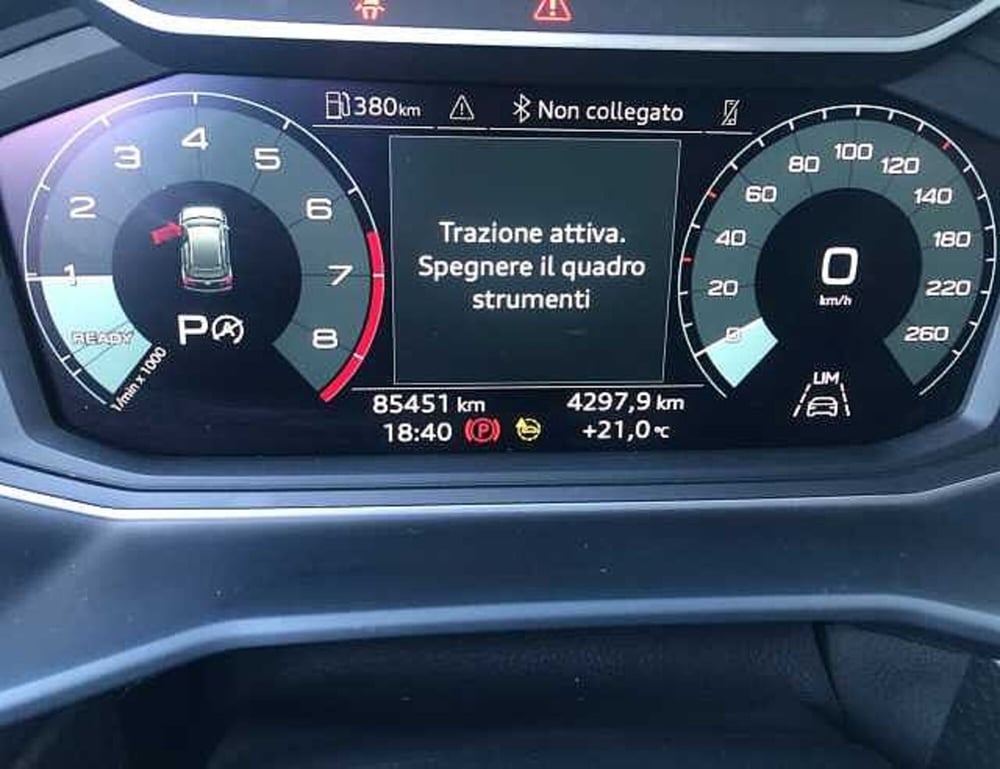 380 km
Non collegato
1
2
3
4
5
6
7
8
READY
1/min x 1000
P
A
Trazione attiva.
Spegnere il quadro
strumenti
0
20
40
60
80
100
120
140
180
220
260
0
km/h
LIM
85451 km
4297,9 km
18:40
P
+21,0 °C